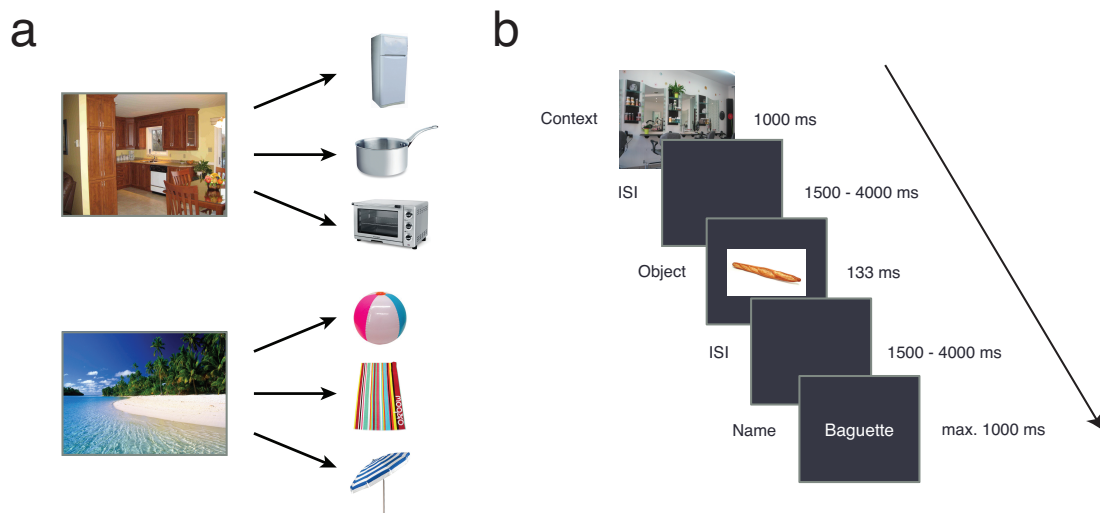 a
b
Context
1000 ms
ISI
1500 - 4000 ms
Object
133 ms
ISI
1500 - 4000 ms
Name
Baguette
max. 1000 ms